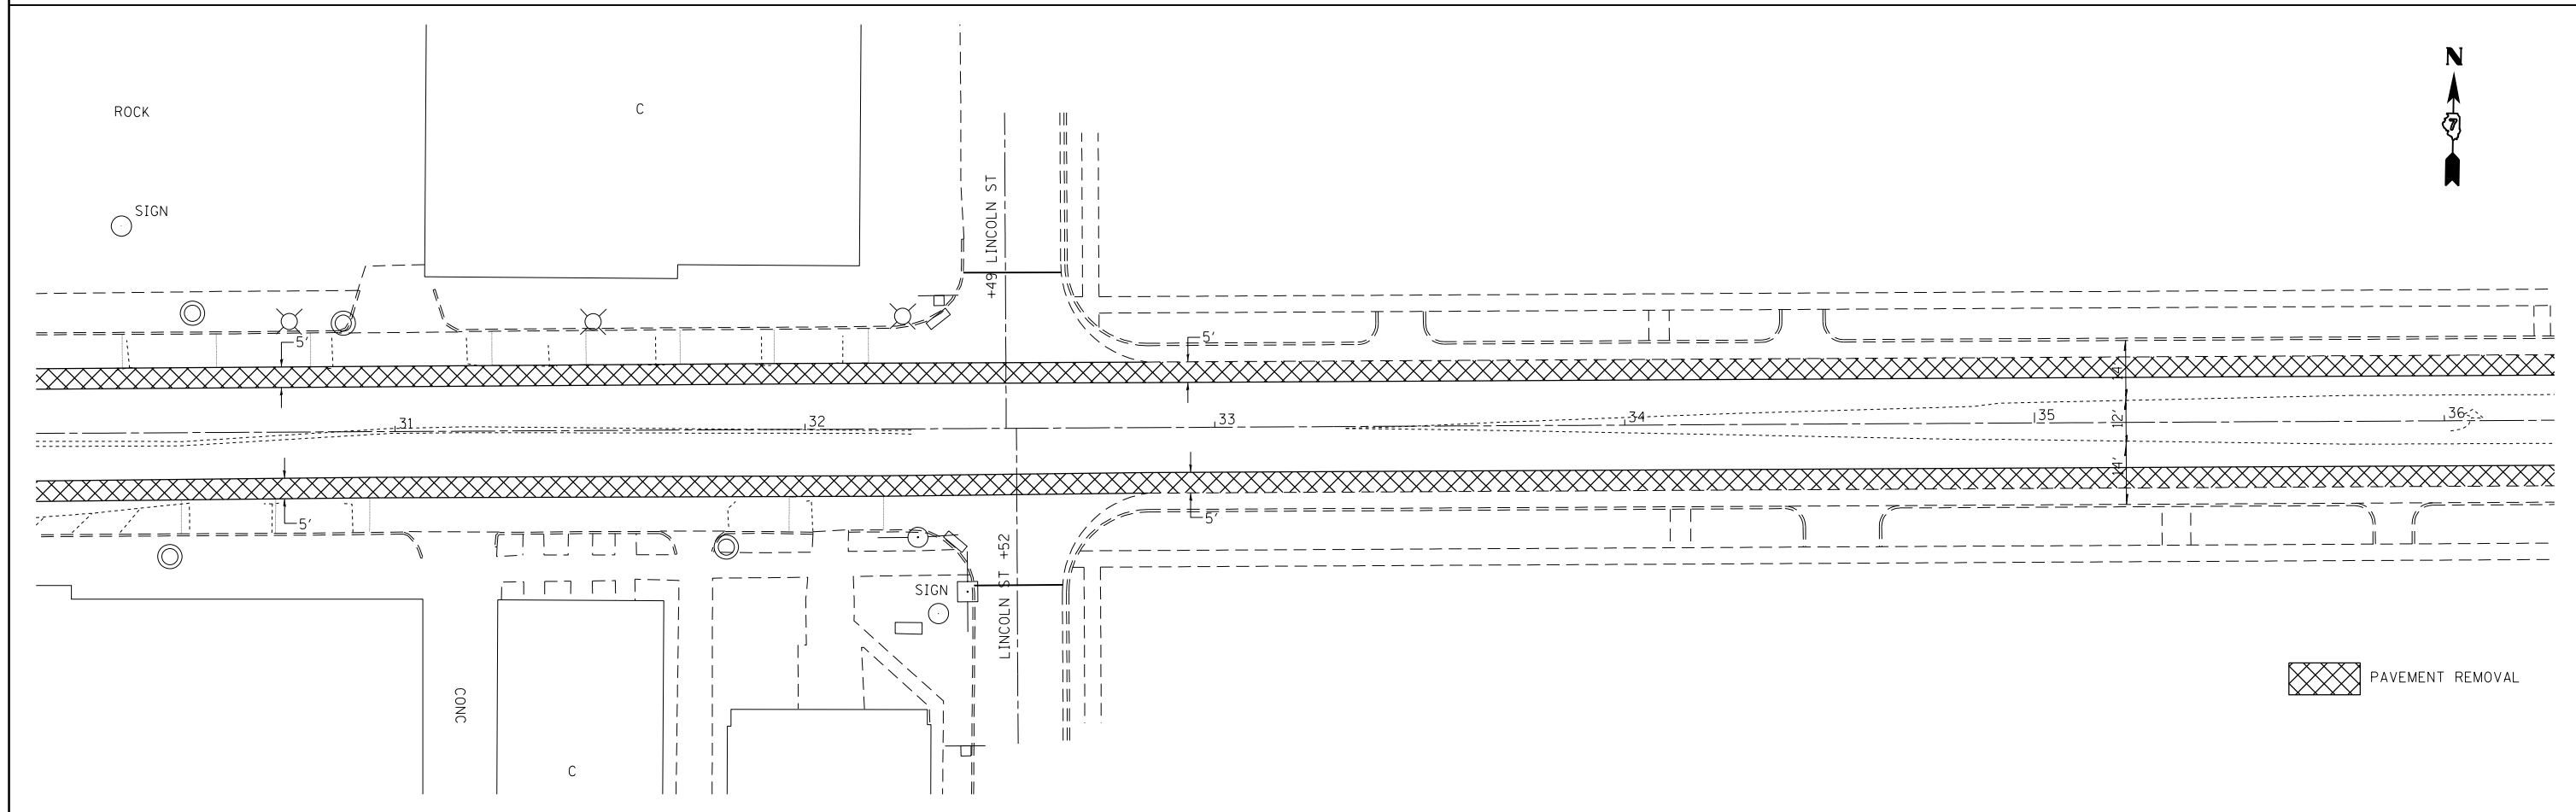 N
7
ROCK
C
SIGN
+49 LINCOLN ST
5'
5'
14'
31
32
33
34
35
36
12'
14'
5'
5'
SIGN
LINCOLN ST +52
CONC
C
PAVEMENT REMOVAL